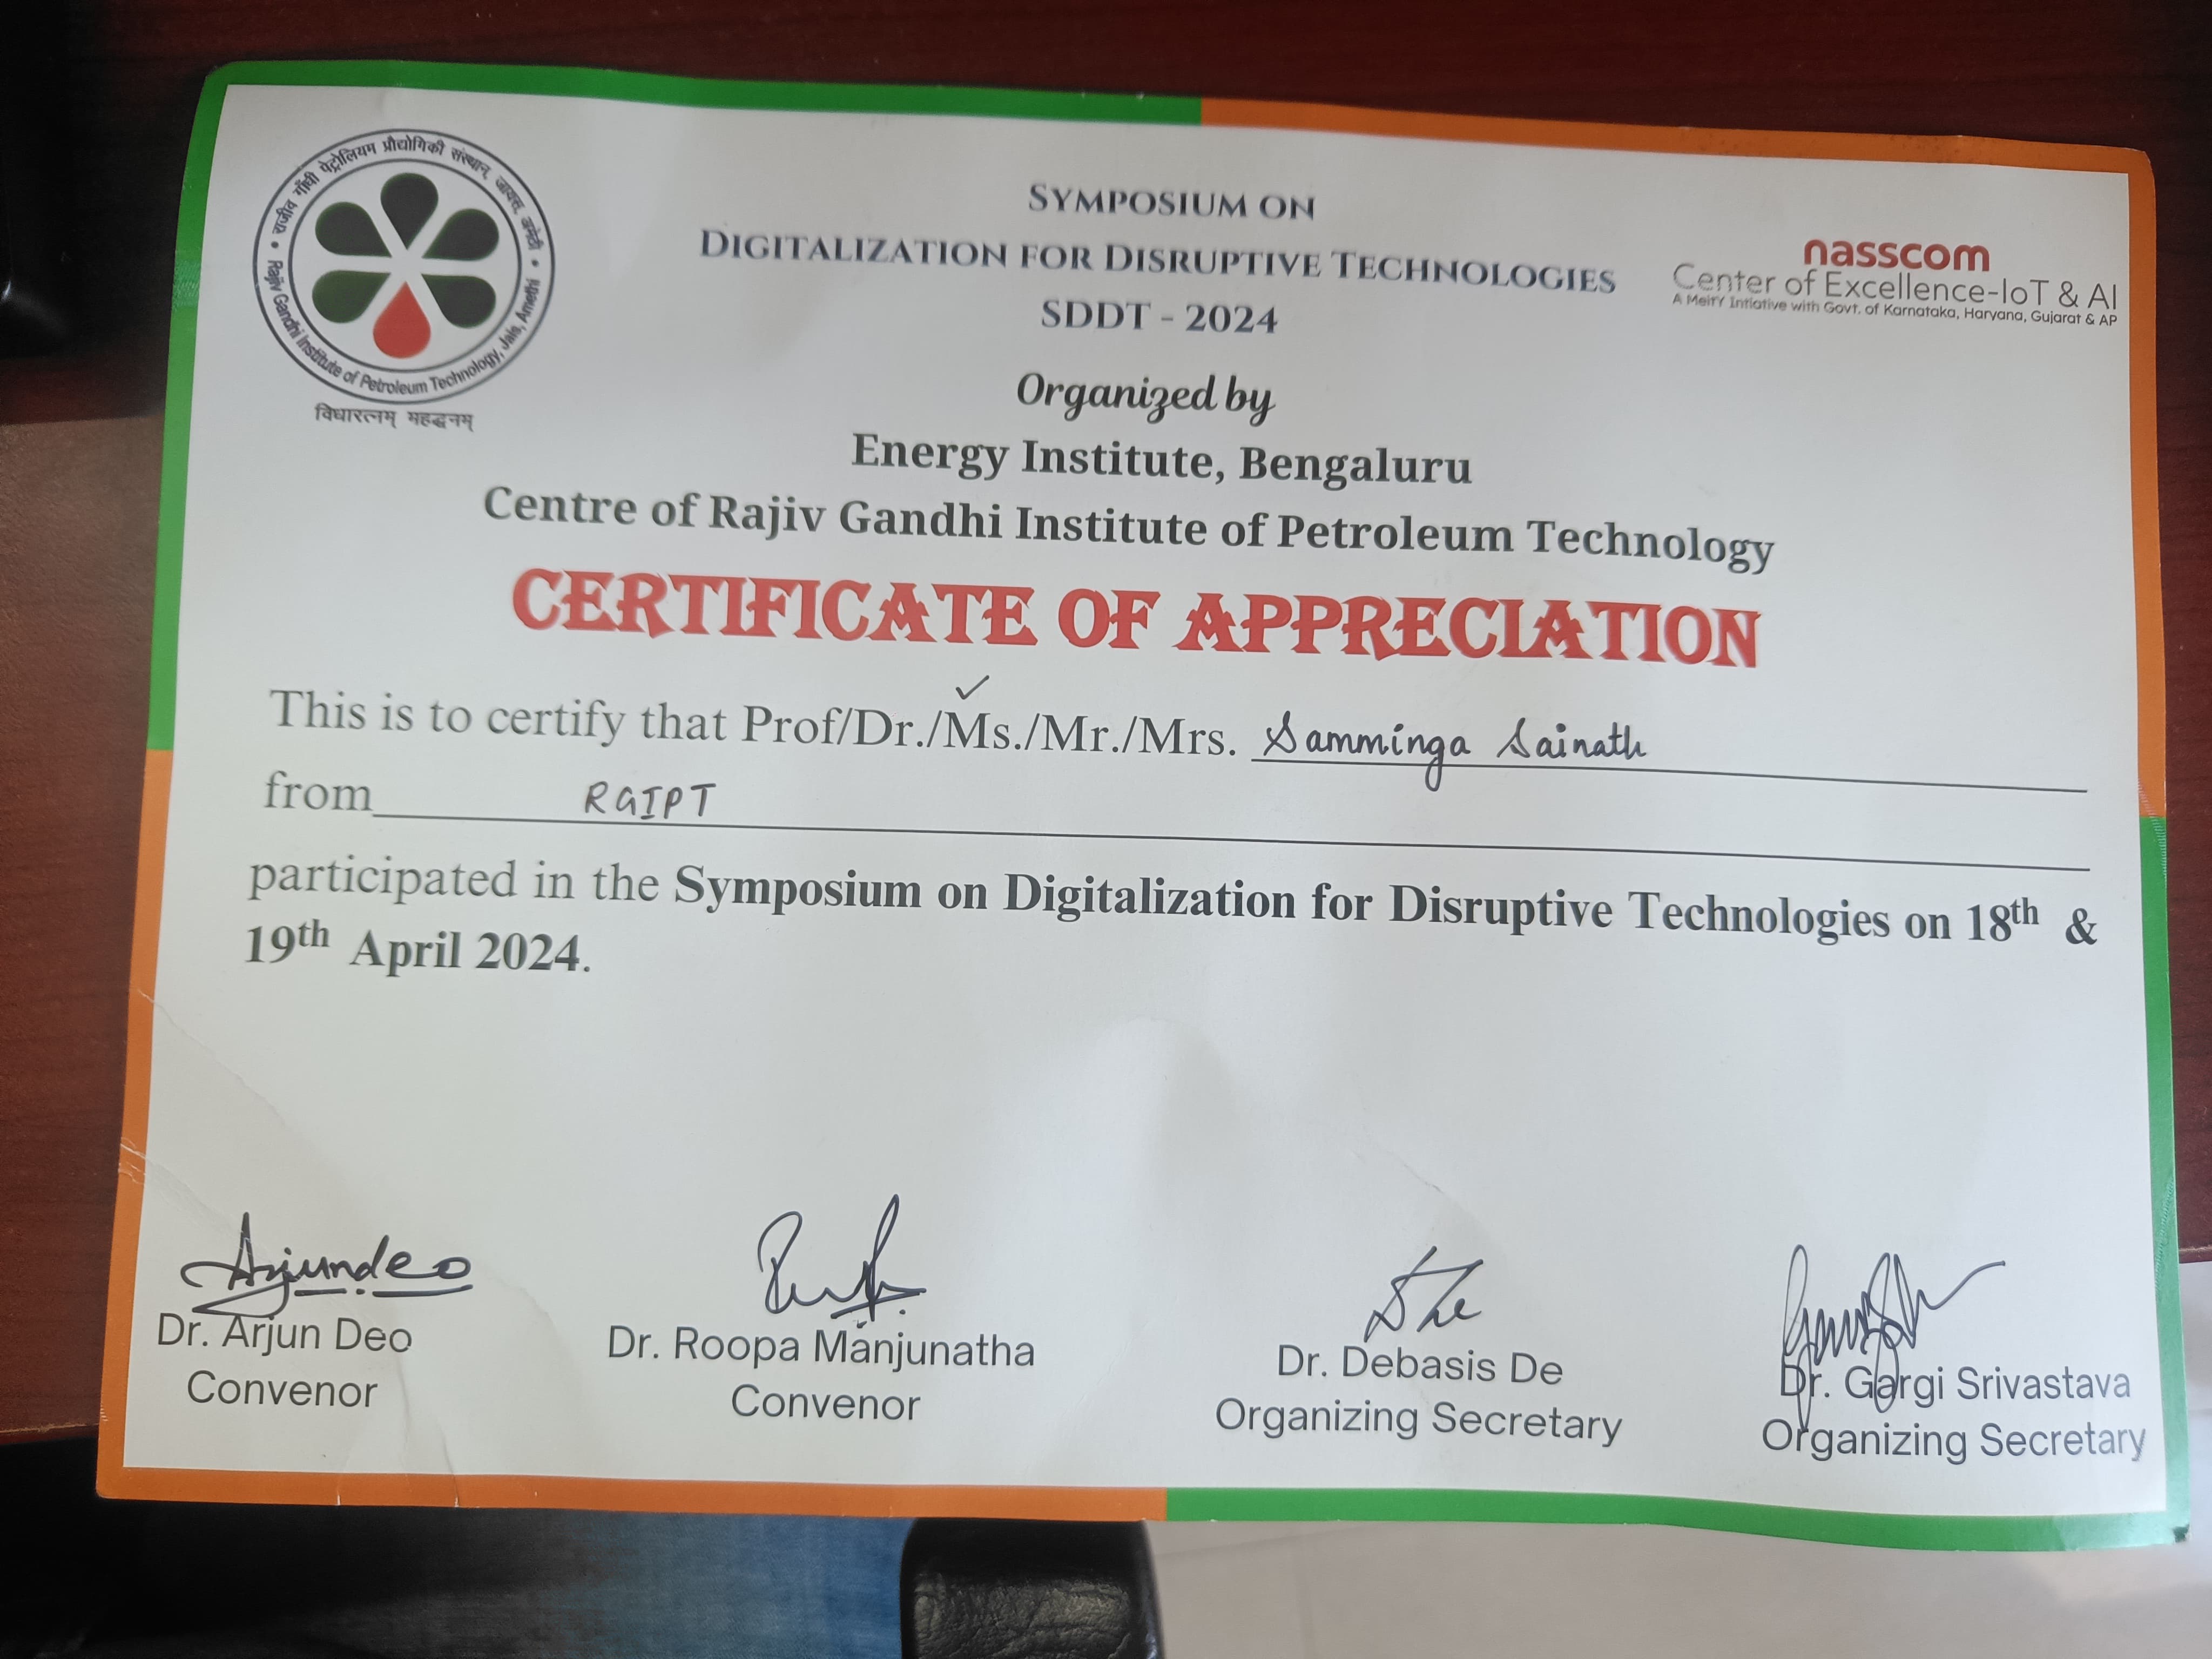 राजीव गाँधी पेट्रोलियम प्रौद्योगिकी संस्थान, जायस, अमेठी
Rajiv Gandhi Institute of Petroleum Technology, Jais, Amethi
विधारत्नम् महद्धनम्
SYMPOSIUM ON
DIGITALIZATION FOR DISRUPTIVE TECHNOLOGIES
SDDT - 2024
nasscom
Center of Excellence-IoT & AI
A MeitY Intiative with Govt. of Karnataka, Haryana, Gujarat & AP
Organized by
Energy Institute, Bengaluru
Centre of Rajiv Gandhi Institute of Petroleum Technology
CERTIFICATE OF APPRECIATION
This is to certify that Prof/Dr./Ms./Mr./Mrs. Samminga Sainath
from RGIPT
participated in the Symposium on Digitalization for Disruptive Technologies on 18th &
19th April 2024.
Arjundeo
Dr. Arjun Deo
Convenor
Dr. Roopa Manjunatha
Convenor
Dr. Debasis De
Organizing Secretary
Dr. Gargi Srivastava
Organizing Secretary